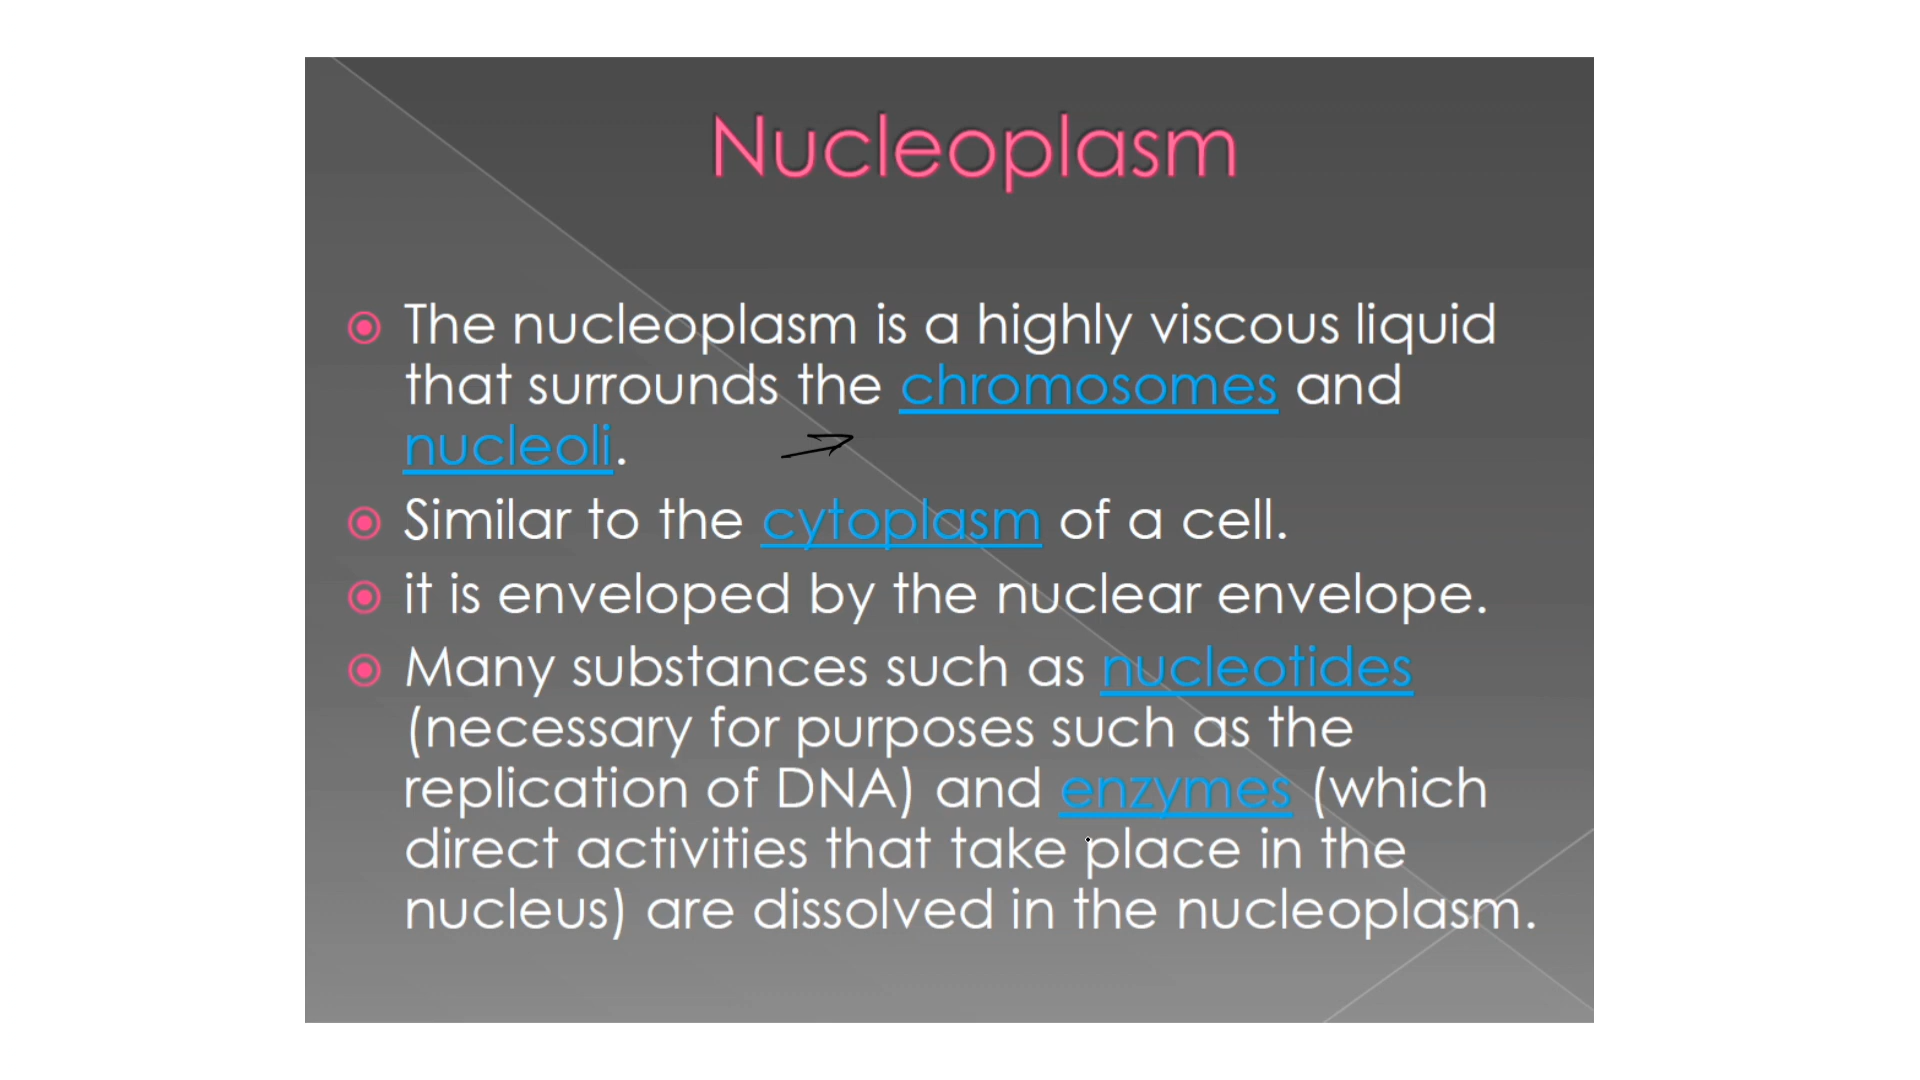 Nucleoplasm
The nucleoplasm is a highly viscous liquid
that surrounds the chromosomes and
nucleoli.
Similar to the cytoplasm of a cell.
it is enveloped by the nuclear envelope.
Many substances such as nucleotides
(necessary for purposes such as the
replication of DNA) and enzymes (which
direct activities that take place in the
nucleus) are dissolved in the nucleoplasm.